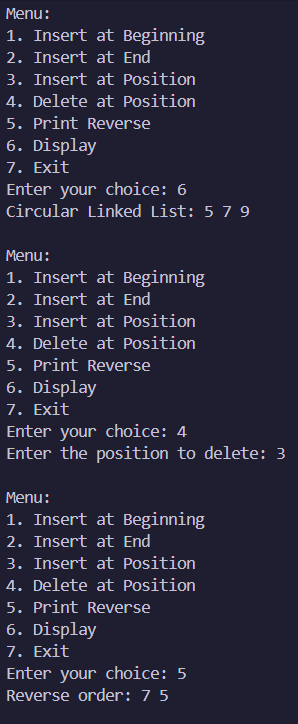 Menu:
1. Insert at Beginning
2. Insert at End
3. Insert at Position
4. Delete at Position
5. Print Reverse
6. Display
7. Exit
Enter your choice: 6
Circular Linked List: 5 7 9
Menu:
1. Insert at Beginning
2. Insert at End
3. Insert at Position
4. Delete at Position
5. Print Reverse
6. Display
7. Exit
Enter your choice: 4
Enter the position to delete: 3
Menu:
1. Insert at Beginning
2. Insert at End
3. Insert at Position
4. Delete at Position
5. Print Reverse
6. Display
7. Exit
Enter your choice: 5
Reverse order: 7 5